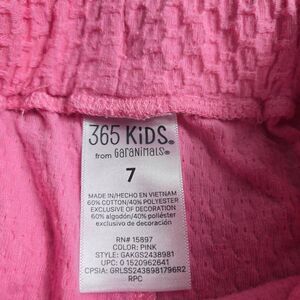 365 KiDS®
from GaRaNiMaLS®
7
MADE IN/HECHO EN VIETNAM
60% COTTON/40% POLYESTER
EXCLUSIVE OF DECORATION
60% algodón/40% poliéster
exclusivo de decoración
RN# 15897
COLOR: PINK
STYLE: GAKGS2438981
UPC: 0 1520962641
CPSIA: GRLSS2438981796R2
RPC